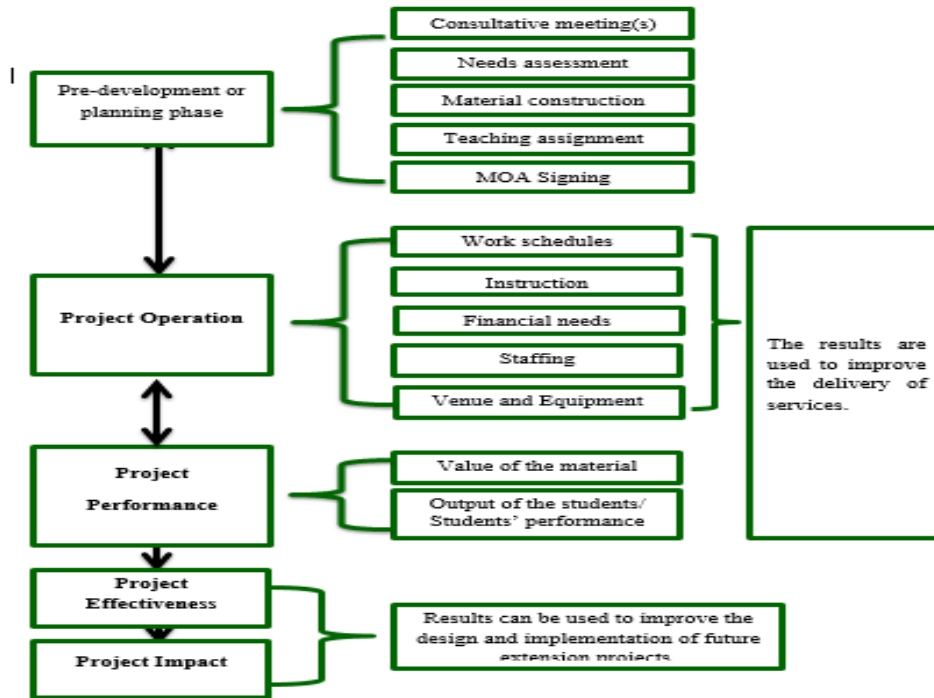 Consultative meeting(s)
Needs assessment
Material construction
Teaching assignment
MOA Signing
I
Pre-development or
planning phase
Work schedules
Instruction
Financial needs
Staffing
Venue and Equipment
Project Operation
The results are
used to improve
the delivery of
services.
Project
Performance
Value of the material
Output of the students/
Students’ performance
Project
Effectiveness
Project Impact
Results can be used to improve the
design and implementation of future
extension projects